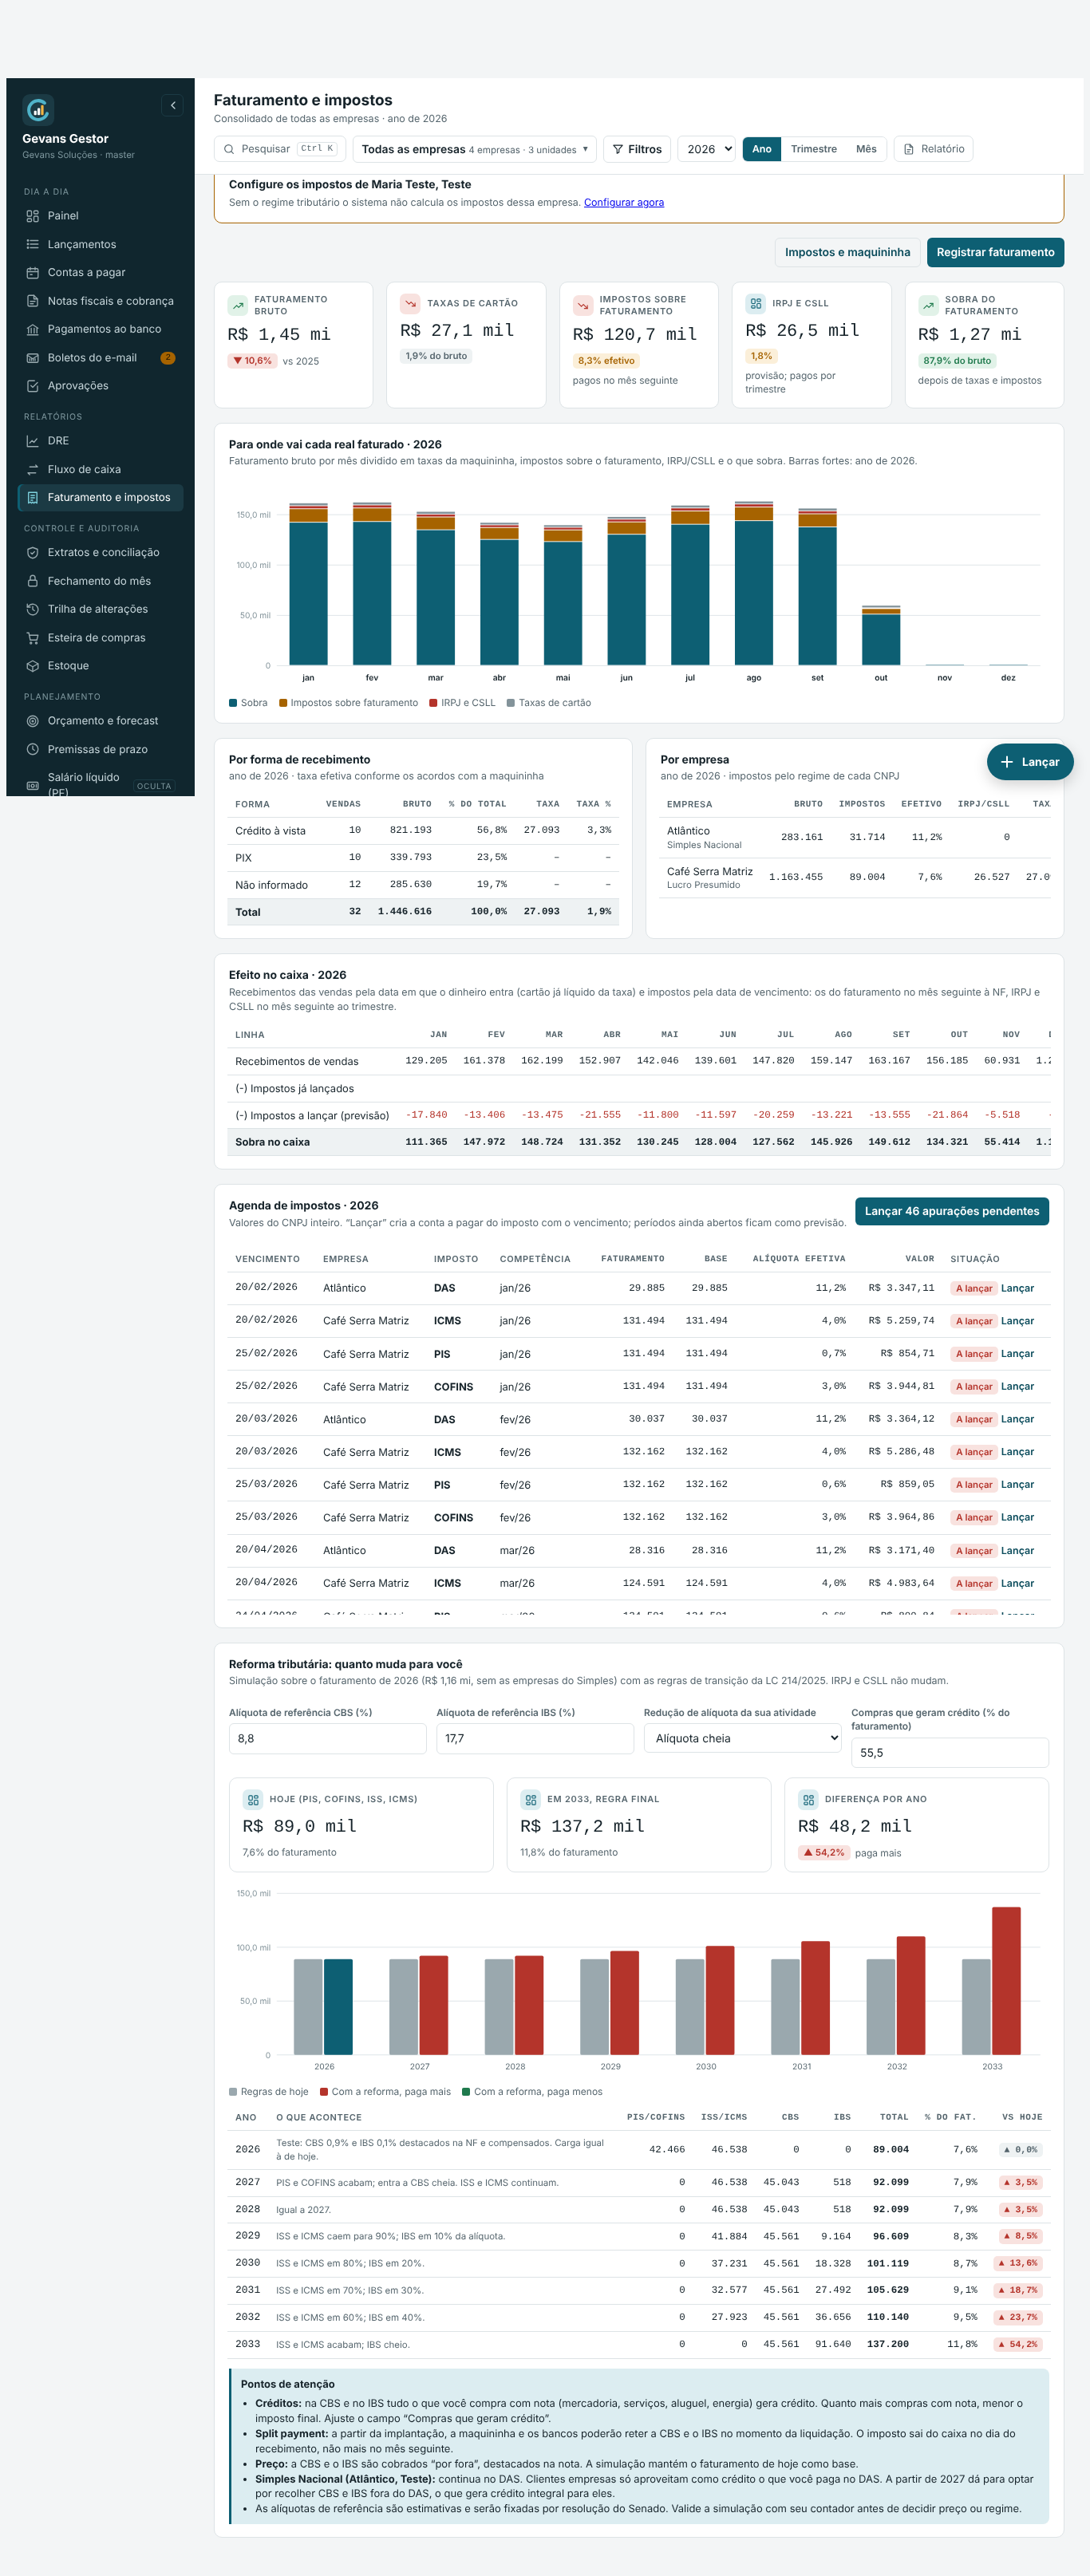 Gevans Gestor
Gevans Soluções · master
DIA A DIA
Painel
Lançamentos
Contas a pagar
Notas fiscais e cobrança
Pagamentos ao banco
Boletos do e-mail 2
Aprovações
RELATÓRIOS
DRE
Fluxo de caixa
Faturamento e impostos
CONTROLE E AUDITORIA
Extratos e conciliação
Fechamento do mês
Trilha de alterações
Esteira de compras
Estoque
PLANEJAMENTO
Orçamento e forecast
Premissas de prazo
Salário líquido (PF) OCULTA
Faturamento e impostos
Consolidado de todas as empresas · ano de 2026
Pesquisar Ctrl K Todas as empresas 4 empresas · 3 unidades ▾ Filtros 2026 Ano Trimestre Mês Relatório
Configure os impostos de Maria Teste, Teste
Sem o regime tributário o sistema não calcula os impostos dessa empresa. Configurar agora
Impostos e maquininha Registrar faturamento
FATURAMENTO BRUTO
R$ 1,45 mi
▼ 10,6% vs 2025
TAXAS DE CARTÃO
R$ 27,1 mil
1,9% do bruto
IMPOSTOS SOBRE FATURAMENTO
R$ 120,7 mil
8,3% efetivo
pagos no mês seguinte
IRPJ E CSLL
R$ 26,5 mil
1,8%
provisão; pagos por trimestre
SOBRA DO FATURAMENTO
R$ 1,27 mi
87,9% do bruto
depois de taxas e impostos
Para onde vai cada real faturado · 2026
Faturamento bruto por mês dividido em taxas da maquininha, impostos sobre o faturamento, IRPJ/CSLL e o que sobra. Barras fortes: ano de 2026.
150,0 mil
100,0 mil
50,0 mil
0
jan fev mar abr mai jun jul ago set out nov dez
Sobra Impostos sobre faturamento IRPJ e CSLL Taxas de cartão
Por forma de recebimento
ano de 2026 · taxa efetiva conforme os acordos com a maquininha
FORMA VENDAS BRUTO % DO TOTAL TAXA TAXA %
Crédito à vista 10 821.193 56,8% 27.093 3,3%
PIX 10 339.793 23,5% – –
Não informado 12 285.630 19,7% – –
Total 32 1.446.616 100,0% 27.093 1,9%
Por empresa
ano de 2026 · impostos pelo regime de cada CNPJ
Lançar
EMPRESA BRUTO IMPOSTOS EFETIVO IRPJ/CSLL
Atlântico 283.161 31.714 11,2% 0
Simples Nacional
Café Serra Matriz 1.163.455 89.004 7,6% 26.527
Lucro Presumido
Efeito no caixa · 2026
Recebimentos das vendas pela data em que o dinheiro entra (cartão já líquido da taxa) e impostos pela data de vencimento: os do faturamento no mês seguinte à NF, IRPJ e
CSLL no mês seguinte ao trimestre.
LINHA JAN FEV MAR ABR MAI JUN JUL AGO SET OUT NOV
Recebimentos de vendas 129.205 161.378 162.199 152.907 142.046 139.601 147.820 159.147 163.167 156.185 60.931
(-) Impostos já lançados
(-) Impostos a lançar (previsão) -17.840 -13.406 -13.475 -21.555 -11.800 -11.597 -20.259 -13.221 -13.555 -21.864 -5.518
Sobra no caixa 111.365 147.972 148.724 131.352 130.245 128.004 127.562 145.926 149.612 134.321 55.414
Agenda de impostos · 2026
Valores do CNPJ inteiro. “Lançar” cria a conta a pagar do imposto com o vencimento; períodos ainda abertos ficam como previsão.
Lançar 46 apurações pendentes
VENCIMENTO EMPRESA IMPOSTO COMPETÊNCIA FATURAMENTO BASE ALÍQUOTA EFETIVA VALOR SITUAÇÃO
20/02/2026 Atlântico DAS jan/26 29.885 29.885 11,2% R$ 3.347,11 A lançar Lançar
20/02/2026 Café Serra Matriz ICMS jan/26 131.494 131.494 4,0% R$ 5.259,74 A lançar Lançar
25/02/2026 Café Serra Matriz PIS jan/26 131.494 131.494 0,7% R$ 854,71 A lançar Lançar
25/02/2026 Café Serra Matriz COFINS jan/26 131.494 131.494 3,0% R$ 3.944,81 A lançar Lançar
20/03/2026 Atlântico DAS fev/26 30.037 30.037 11,2% R$ 3.364,12 A lançar Lançar
20/03/2026 Café Serra Matriz ICMS fev/26 132.162 132.162 4,0% R$ 5.286,48 A lançar Lançar
25/03/2026 Café Serra Matriz PIS fev/26 132.162 132.162 0,6% R$ 859,05 A lançar Lançar
25/03/2026 Café Serra Matriz COFINS fev/26 132.162 132.162 3,0% R$ 3.964,86 A lançar Lançar
20/04/2026 Atlântico DAS mar/26 28.316 28.316 11,2% R$ 3.171,40 A lançar Lançar
20/04/2026 Café Serra Matriz ICMS mar/26 124.591 124.591 4,0% R$ 4.983,64 A lançar Lançar
Reforma tributária: quanto muda para você
Simulação sobre o faturamento de 2026 (R$ 1,16 mi, sem as empresas do Simples) com as regras de transição da LC 214/2025. IRPJ e CSLL não mudam.
Alíquota de referência CBS (%)
8,8
Alíquota de referência IBS (%)
17,7
Redução de alíquota da sua atividade
Alíquota cheia
Compras que geram crédito (% do faturamento)
55,5
HOJE (PIS, COFINS, ISS, ICMS)
R$ 89,0 mil
7,6% do faturamento
EM 2033, REGRA FINAL
R$ 137,2 mil
11,8% do faturamento
DIFERENÇA POR ANO
R$ 48,2 mil
▲ 54,2% paga mais
150,0 mil
100,0 mil
50,0 mil
0
2026 2027 2028 2029 2030 2031 2032 2033
Regras de hoje Com a reforma, paga mais Com a reforma, paga menos
ANO O QUE ACONTECE PIS/COFINS ISS/ICMS CBS IBS TOTAL % DO FAT. VS HOJE
2026 Teste: CBS 0,9% e IBS 0,1% destacados na NF e compensados. Carga igual à de hoje. 42.466 46.538 0 0 89.004 7,6% ▲ 0,0%
2027 PIS e COFINS acabam; entra a CBS cheia. ISS e ICMS continuam. 0 46.538 45.043 518 92.099 7,9% ▲ 3,5%
2028 Igual a 2027. 0 46.538 45.043 518 92.099 7,9% ▲ 3,5%
2029 ISS e ICMS caem para 90%; IBS em 10% da alíquota. 0 41.884 45.561 9.164 96.609 8,3% ▲ 8,5%
2030 ISS e ICMS em 80%; IBS em 20%. 0 37.231 45.561 18.328 101.119 8,7% ▲ 13,6%
2031 ISS e ICMS em 70%; IBS em 30%. 0 32.577 45.561 27.492 105.629 9,1% ▲ 18,7%
2032 ISS e ICMS em 60%; IBS em 40%. 0 27.923 45.561 36.656 110.140 9,5% ▲ 23,7%
2033 ISS e ICMS acabam; IBS cheio. 0 0 45.561 91.640 137.200 11,8% ▲ 54,2%
Pontos de atenção
• Créditos: na CBS e no IBS tudo o que você compra com nota (mercadoria, serviços, aluguel, energia) gera crédito. Quanto mais compras com nota, menor o
imposto final. Ajuste o campo “Compras que geram crédito”.
• Split payment: a partir da implantação, a maquininha e os bancos poderão reter a CBS e o IBS no momento da liquidação. O imposto sai do caixa no dia do
recebimento, não mais no mês seguinte.
• Preço: a CBS e o IBS são cobrados “por fora”, destacados na nota. A simulação mantém o faturamento de hoje como base.
• Simples Nacional (Atlântico, Teste): continua no DAS. Clientes empresas só aproveitam como crédito o que você paga no DAS. A partir de 2027 dá para optar
por recolher CBS e IBS fora do DAS, o que gera crédito integral para eles.
• As alíquotas de referência são estimativas e serão fixadas por resolução do Senado. Valide a simulação com seu contador antes de decidir preço ou regime.